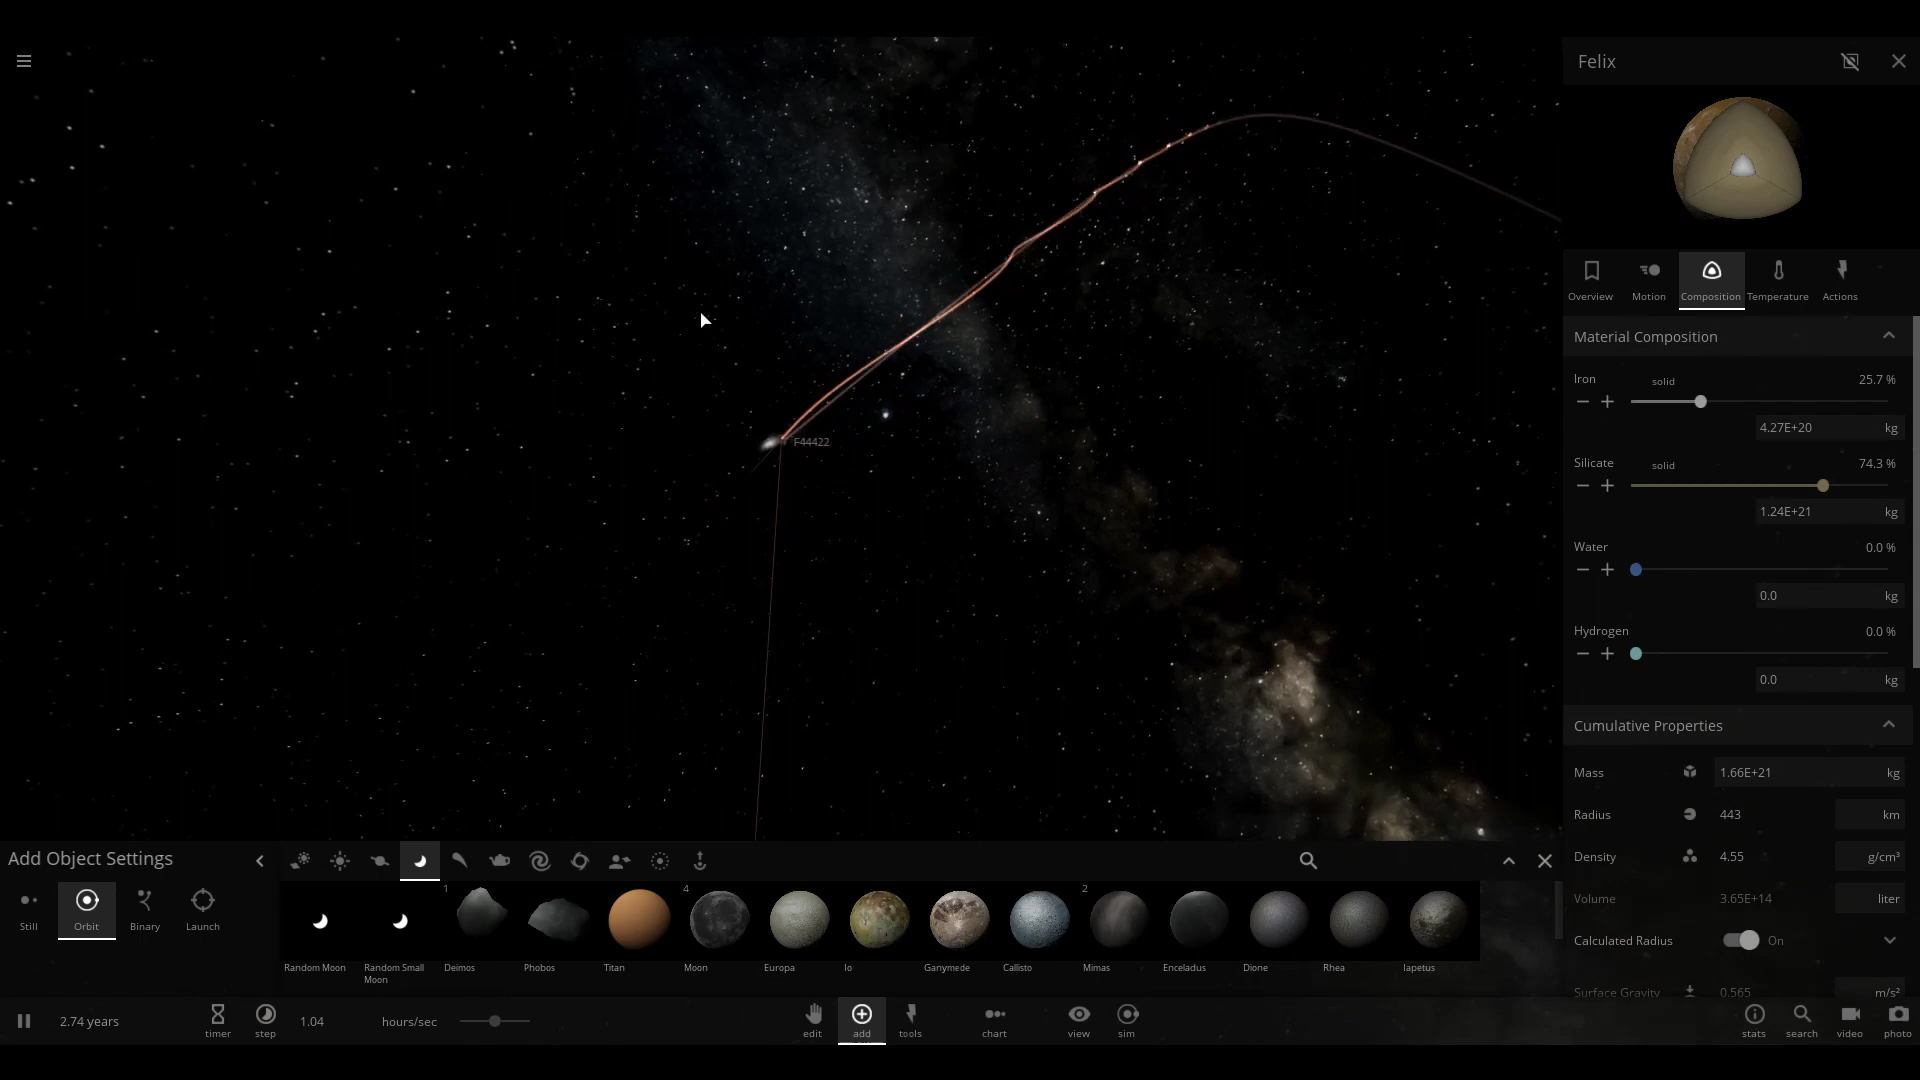 Felix
Overview
Motion
Composition
Temperature
Actions
Material Composition
Iron
solid
25.7 %
4.27E+20
kg
Silicate
solid
74.3 %
1.24E+21
kg
Water
0.0 %
0.0
kg
Hydrogen
0.0 %
0.0
kg
Cumulative Properties
Mass
1.66E+21
kg
Radius
443
km
Density
4.55
g/cm³
Volume
3.65E+14
liter
Calculated Radius
On
Surface Gravity
0.565
m/s²
F44422
Add Object Settings
Still
Orbit
Binary
Launch
1
4
2
Random Moon
Random Small
Moon
Deimos
Phobos
Titan
Moon
Europa
Io
Ganymede
Callisto
Mimas
Enceladus
Dione
Rhea
Iapetus
2.74 years
timer
step
1.04
hours/sec
edit
add
tools
chart
view
sim
stats
search
video
photo